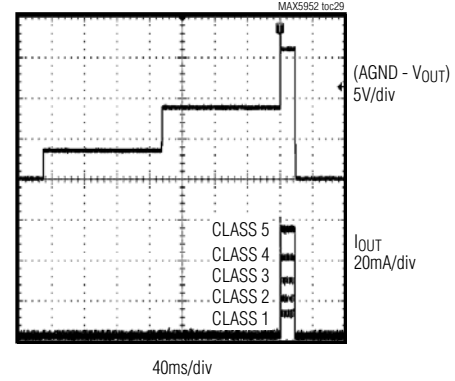 MAX5952 toc29
(AGND - VOUT)
5V/div
CLASS 5
CLASS 4
CLASS 3
CLASS 2
CLASS 1
IOUT
20mA/div
40ms/div